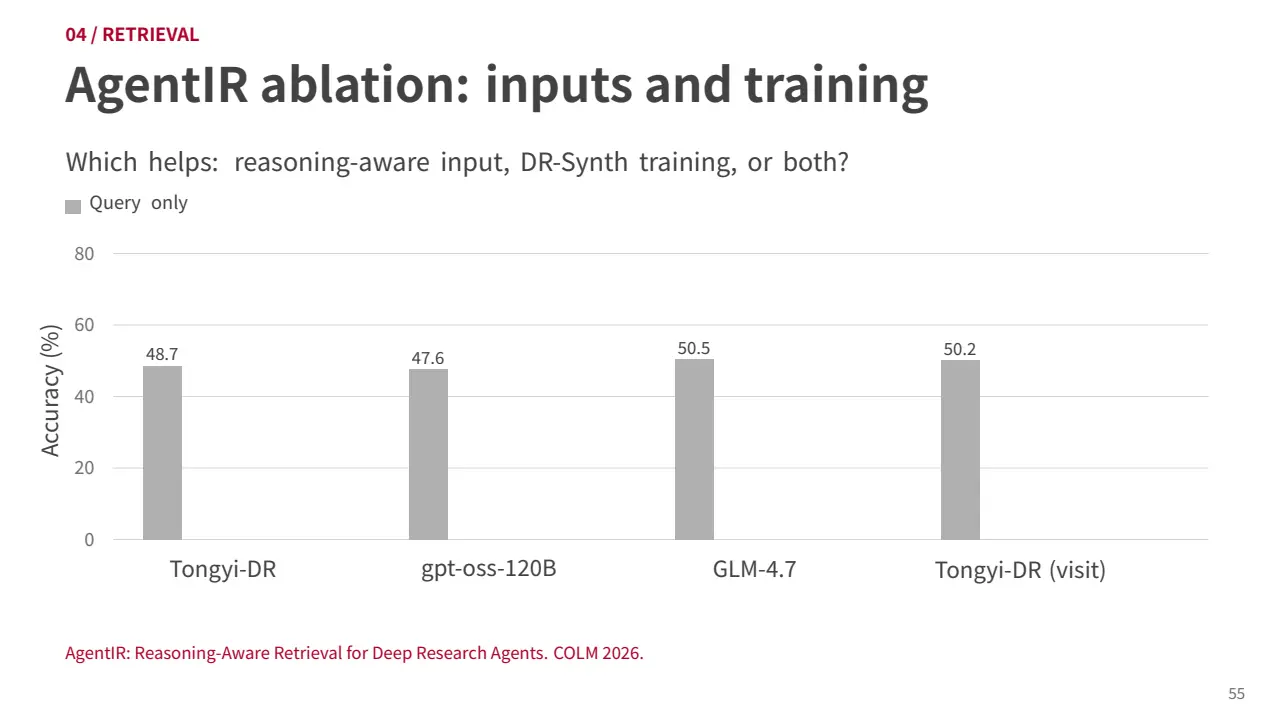 04 / RETRIEVAL
AgentIR ablation: inputs and training
Which helps: reasoning-aware input, DR-Synth training, or both?
Query only
80
60
40
20
0
Accuracy (%)
48.7
47.6
50.5
50.2
Tongyi-DR
gpt-oss-120B
GLM-4.7
Tongyi-DR (visit)
AgentIR: Reasoning-Aware Retrieval for Deep Research Agents. COLM 2026.
55